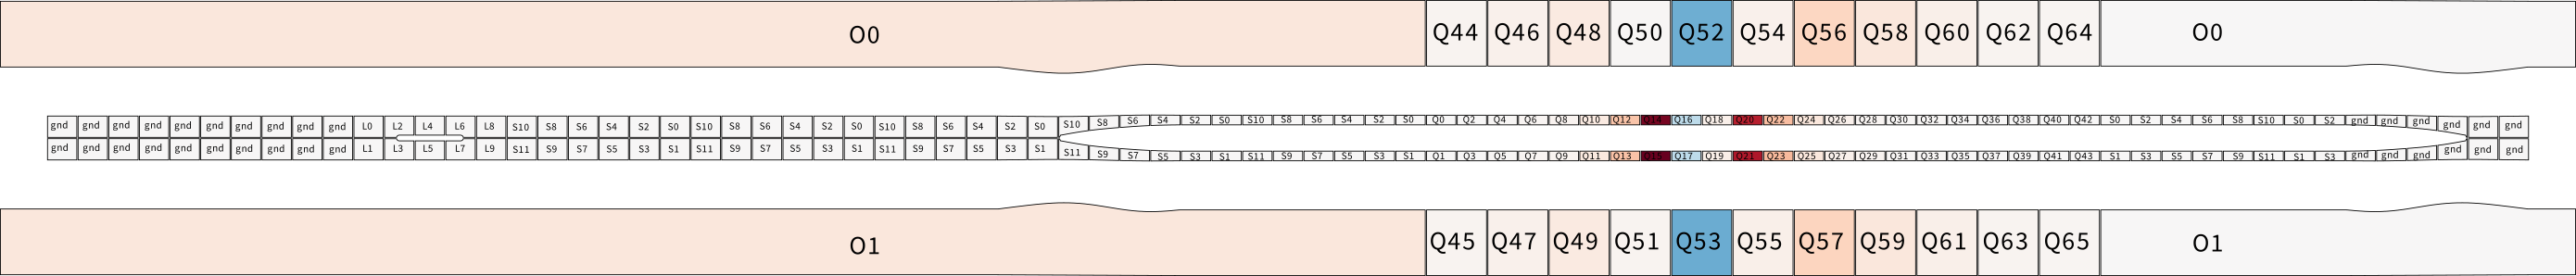 O0 Q44 Q46 Q48 Q50 Q52 Q54 Q56 Q58 Q60 Q62 Q64 O0
gnd gnd gnd gnd gnd gnd gnd gnd gnd gnd L0 L2 L4 L6 L8 S10 S8 S6 S4 S2 S0 S10 S8 S6 S4 S2 S0 S10 S8 S6 S4 S2 S0 S10 S8 S6 S4 S2 S0 S10 S8 S6 S4 S2 S0 Q0 Q2 Q4 Q6 Q8 Q10 Q12 Q14 Q16 Q18 Q20 Q22 Q24 Q26 Q28 Q30 Q32 Q34 Q36 Q38 Q40 Q42 S0 S2 S4 S6 S8 S10 S0 S2 gnd gnd gnd gnd gnd gnd
gnd gnd gnd gnd gnd gnd gnd gnd gnd gnd L1 L3 L5 L7 L9 S11 S9 S7 S5 S3 S1 S11 S9 S7 S5 S3 S1 S11 S9 S7 S5 S3 S1 S11 S9 S7 S5 S3 S1 S11 S9 S7 S5 S3 S1 Q1 Q3 Q5 Q7 Q9 Q11 Q13 Q15 Q17 Q19 Q21 Q23 Q25 Q27 Q29 Q31 Q33 Q35 Q37 Q39 Q41 Q43 S1 S3 S5 S7 S9 S11 S1 S3 gnd gnd gnd gnd gnd gnd
O1 Q45 Q47 Q49 Q51 Q53 Q55 Q57 Q59 Q61 Q63 Q65 O1